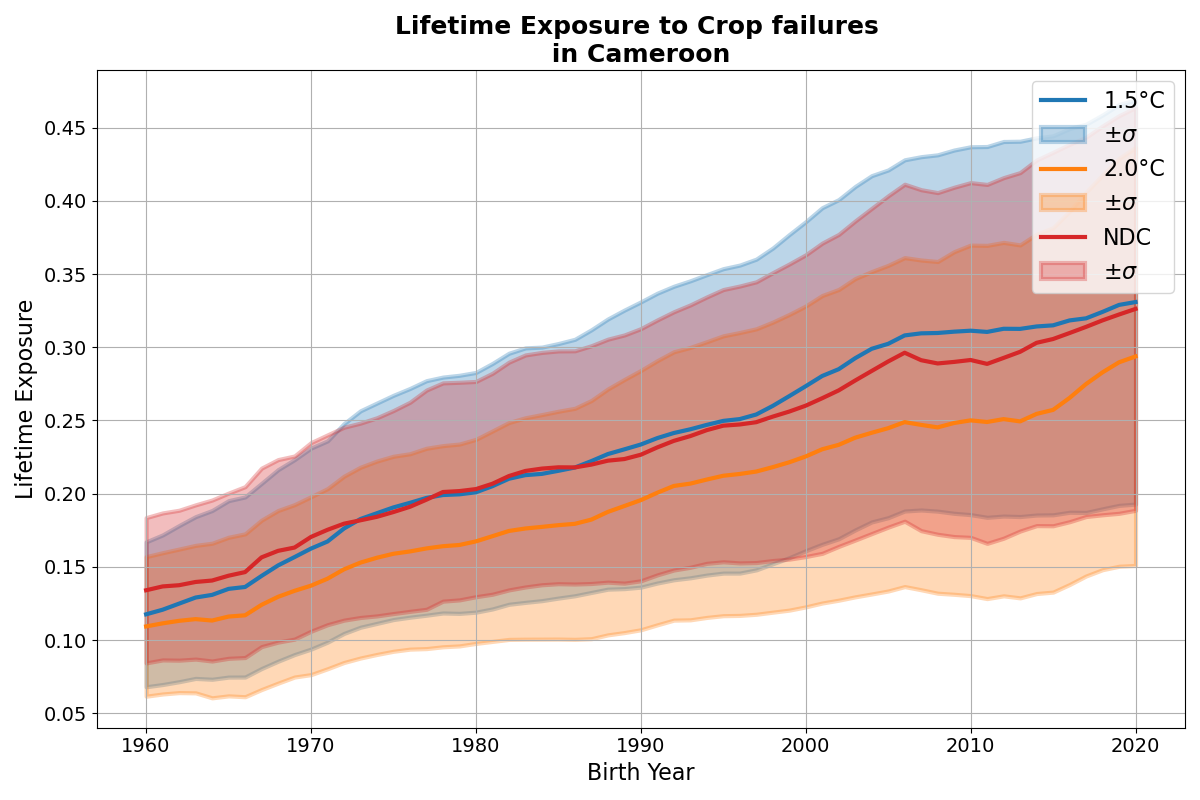 Lifetime Exposure to Crop failures
in Cameroon
Lifetime Exposure
0.45
0.40
0.35
0.30
0.25
0.20
0.15
0.10
0.05
1.5°C
±σ
2.0°C
±σ
NDC
±σ
1960 1970 1980 1990 2000 2010 2020
Birth Year